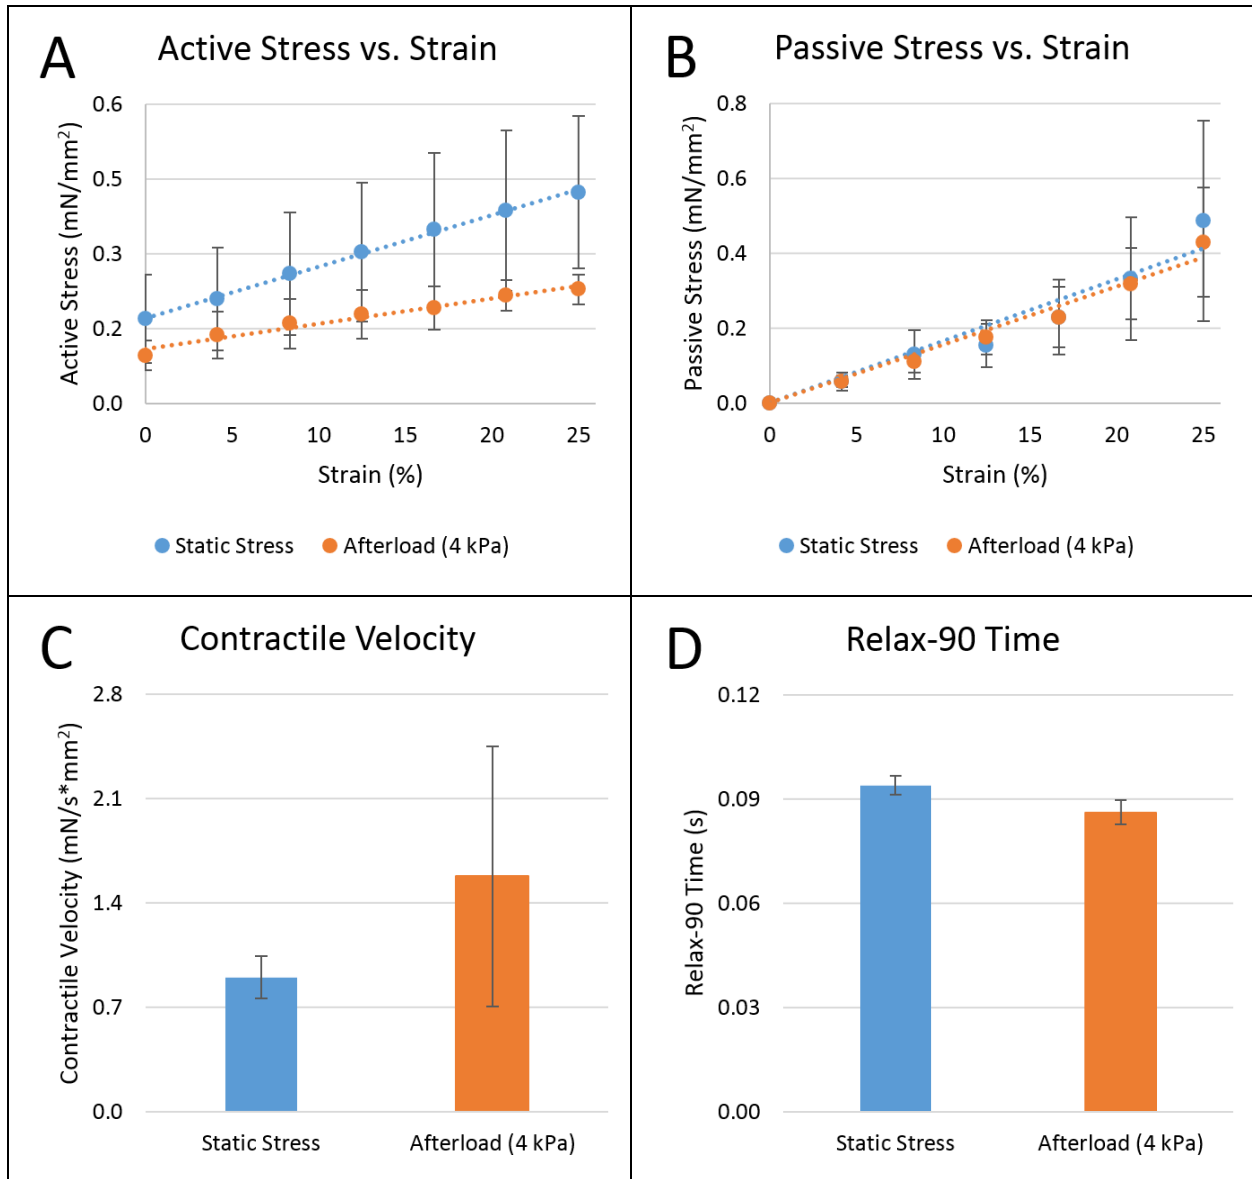 A
Active Stress vs. Strain
Active Stress (mN/mm²)
0.6
0.5
0.3
0.2
0.0
0 5 10 15 20 25
Strain (%)
Static Stress Afterload (4 kPa)
B
Passive Stress vs. Strain
Passive Stress (mN/mm²)
0.8
0.6
0.4
0.2
0.0
0 5 10 15 20 25
Strain (%)
Static Stress Afterload (4 kPa)
C
Contractile Velocity
Contractile Velocity (mN/s*mm²)
2.8
2.1
1.4
0.7
0.0
Static Stress Afterload (4 kPa)
D
Relax-90 Time
Relax-90 Time (s)
0.12
0.09
0.06
0.03
0.00
Static Stress Afterload (4 kPa)